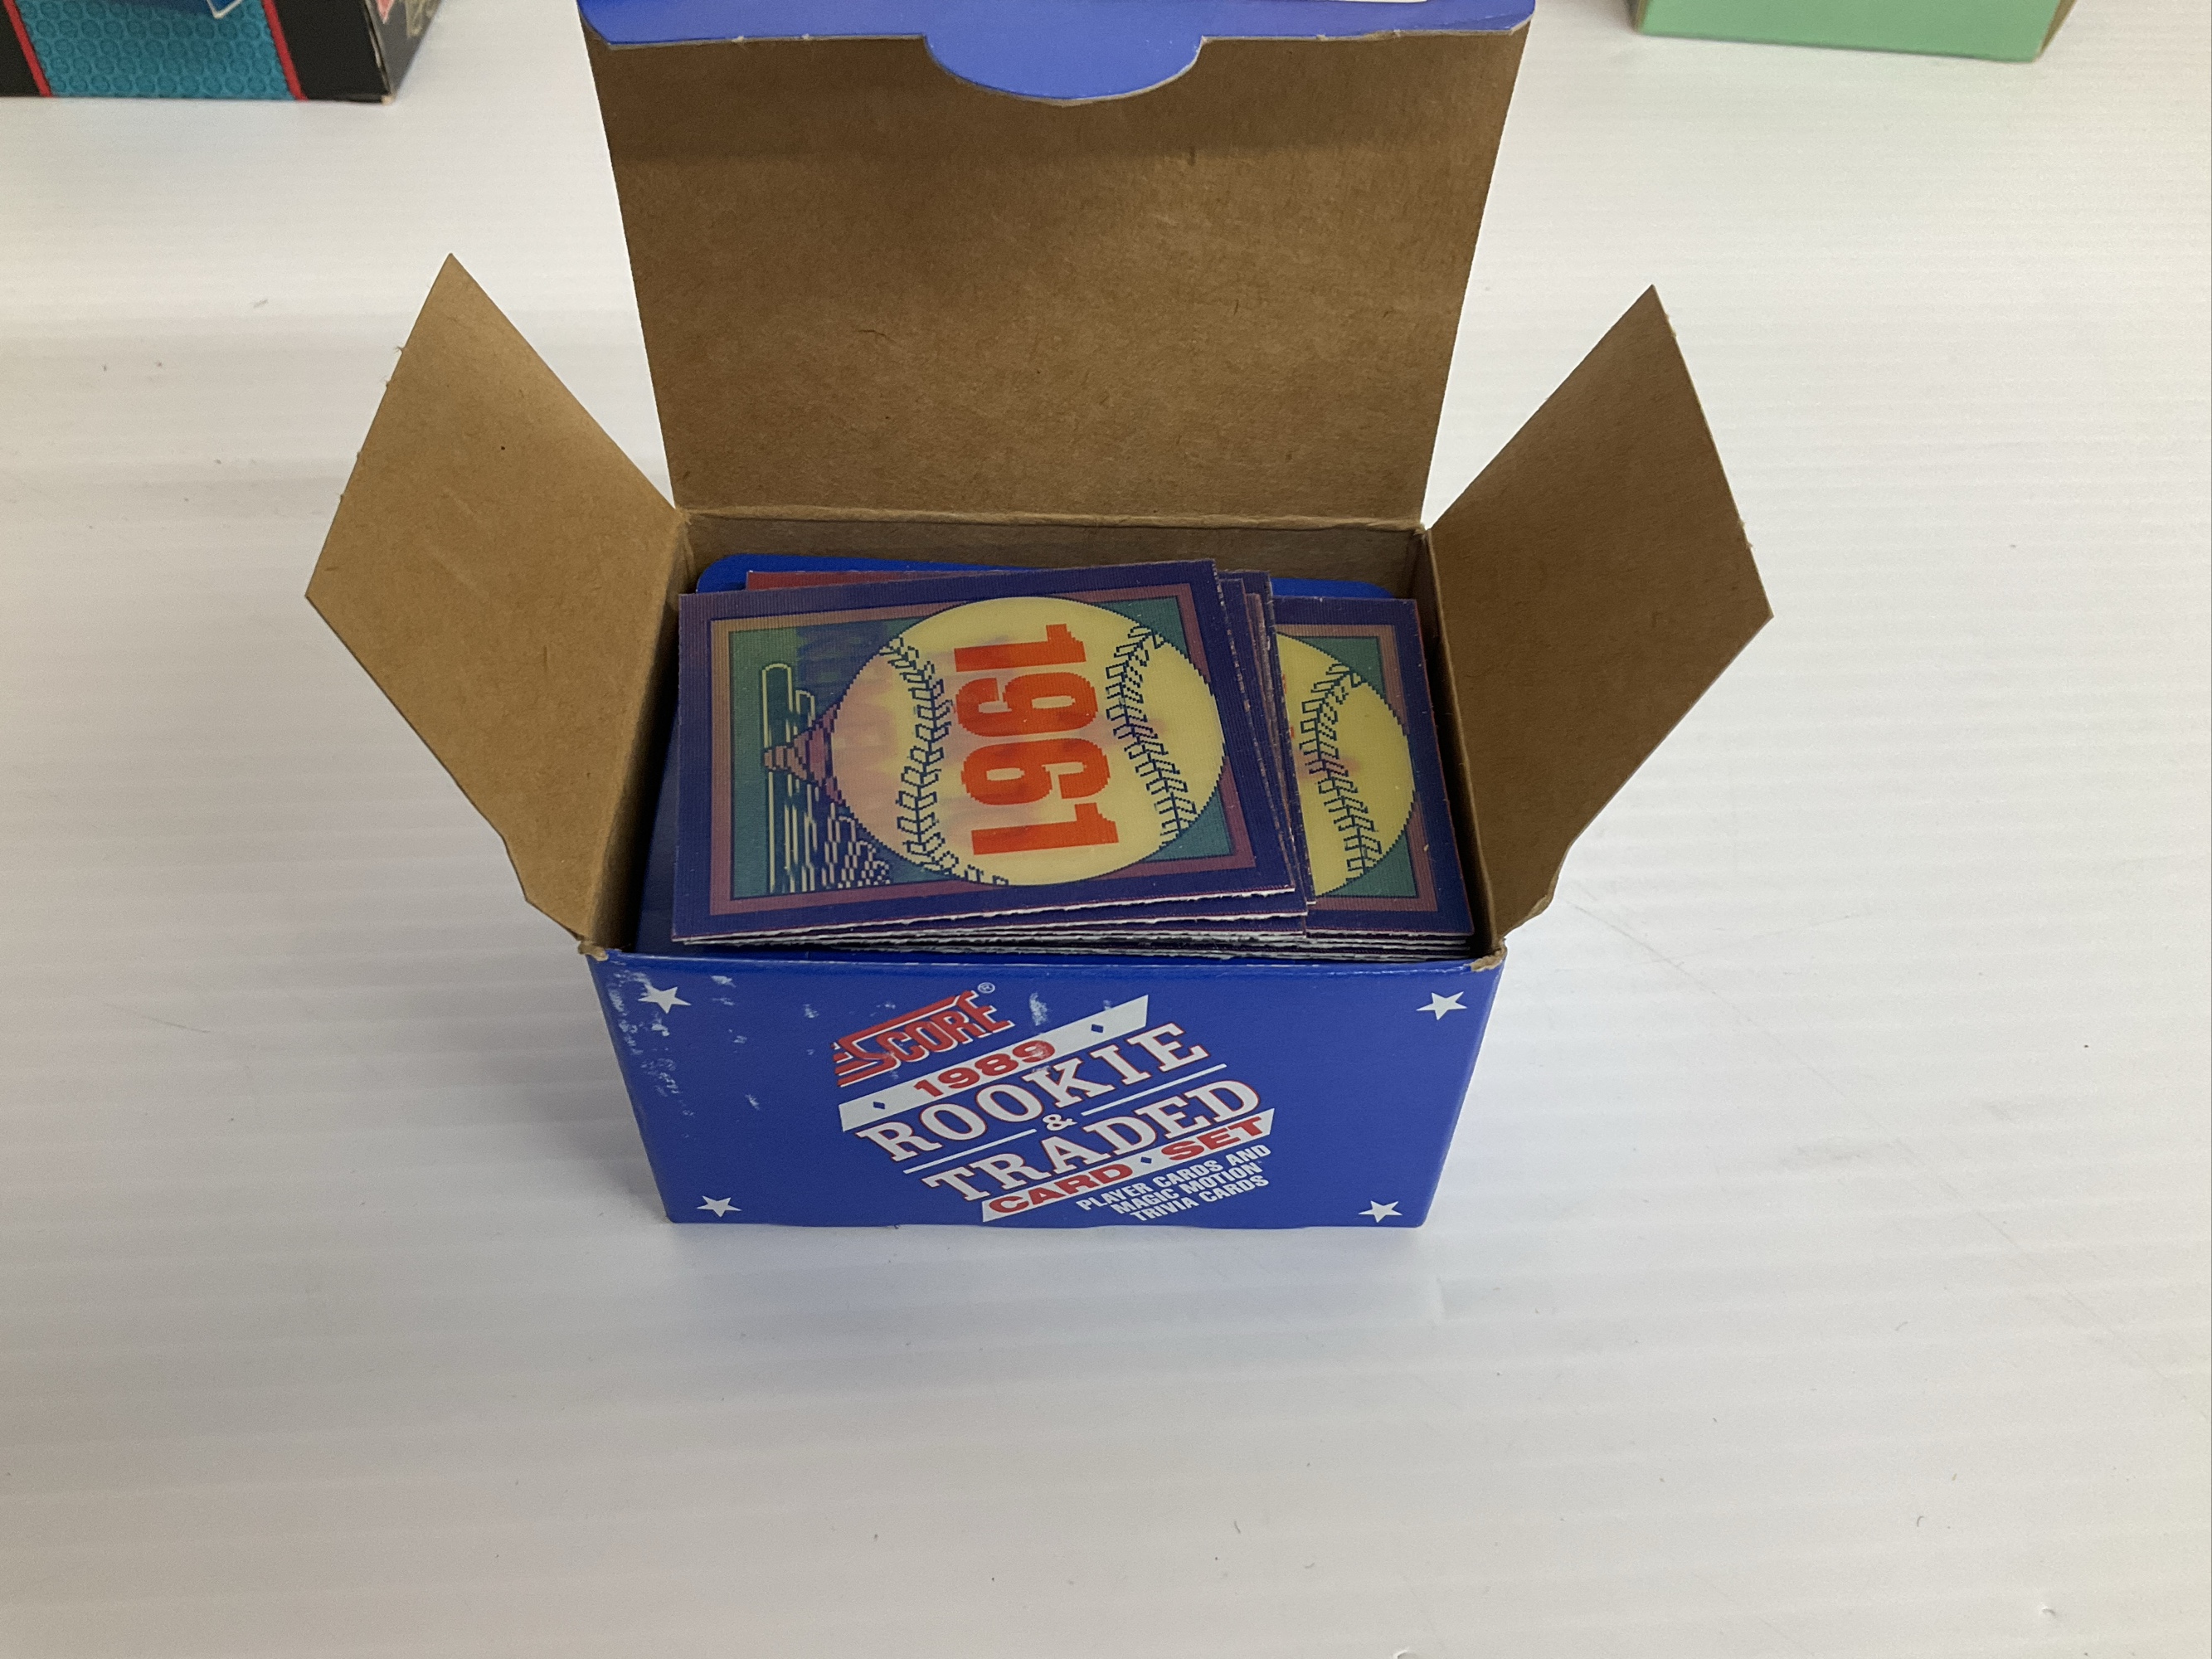 1961
SCORE®
1989
ROOKIE
&
TRADED
CARD · SET
PLAYER CARDS AND
MAGIC MOTION
TRIVIA CARDS